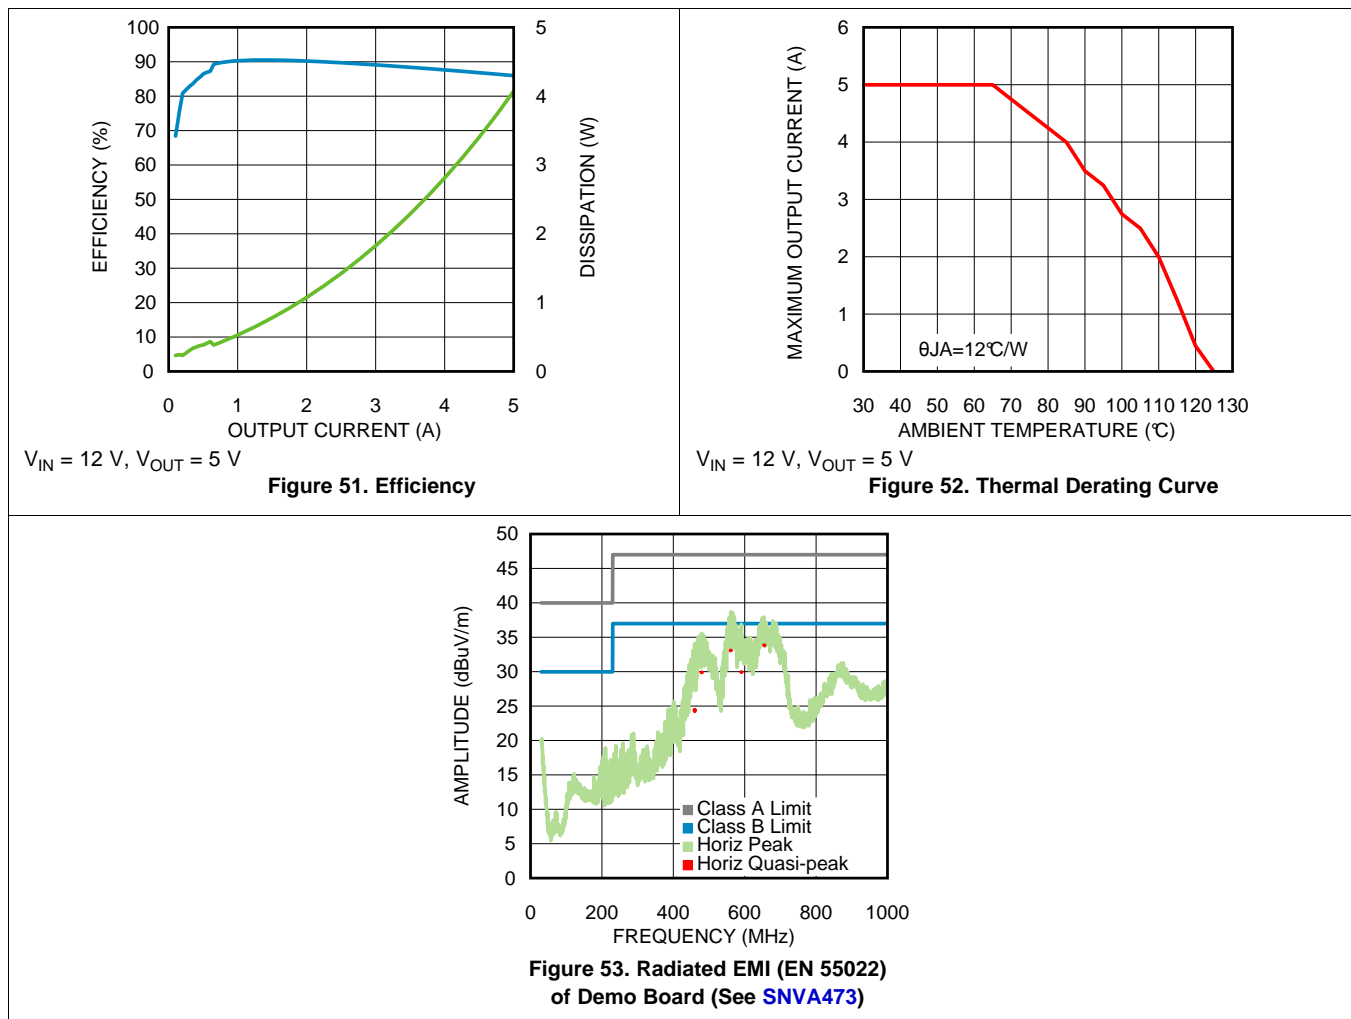 100
90
80
70
60
50
40
30
20
10
0
EFFICIENCY (%)
5
4
3
2
1
0
DISSIPATION (W)
0 1 2 3 4 5
OUTPUT CURRENT (A)
V_IN = 12 V, V_OUT = 5 V
Figure 51. Efficiency
6
5
4
3
2
1
0
MAXIMUM OUTPUT CURRENT (A)
θJA=12°C/W
30 40 50 60 70 80 90 100 110 120 130
AMBIENT TEMPERATURE (°C)
V_IN = 12 V, V_OUT = 5 V
Figure 52. Thermal Derating Curve
50
45
40
35
30
25
20
15
10
5
0
AMPLITUDE (dBuV/m)
Class A Limit
Class B Limit
Horiz Peak
Horiz Quasi-peak
0 200 400 600 800 1000
FREQUENCY (MHz)
Figure 53. Radiated EMI (EN 55022)
of Demo Board (See SNVA473)